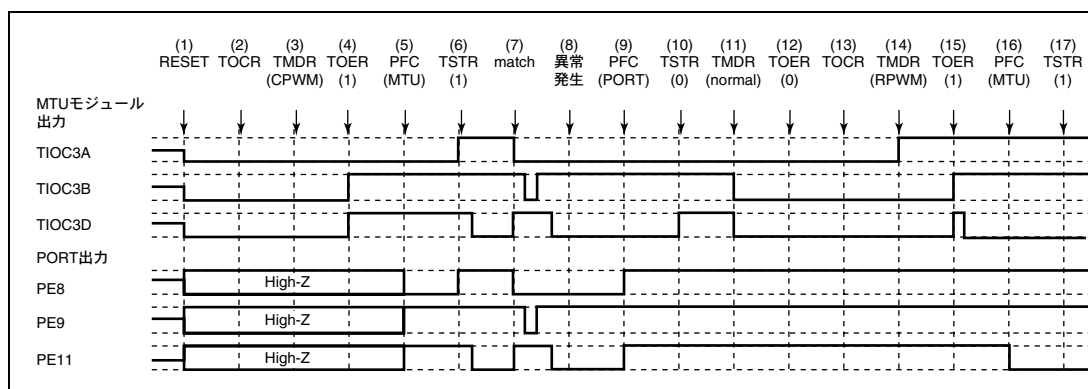 (1) (2) (3) (4) (5) (6) (7) (8) (9) (10) (11) (12) (13) (14) (15) (16) (17)
RESET TOCR TMDR TOER PFC TSTR match 異常 PFC TSTR TMDR TOER TOCR TMDR TOER PFC TSTR
(CPWM) (1) (MTU) (1) 発生 (PORT) (0) (normal) (0) (RPWM) (1) (MTU) (1)
MTUモジュール
出力
TIOC3A
TIOC3B
TIOC3D
PORT出力
PE8 High-Z
PE9 High-Z
PE11 High-Z